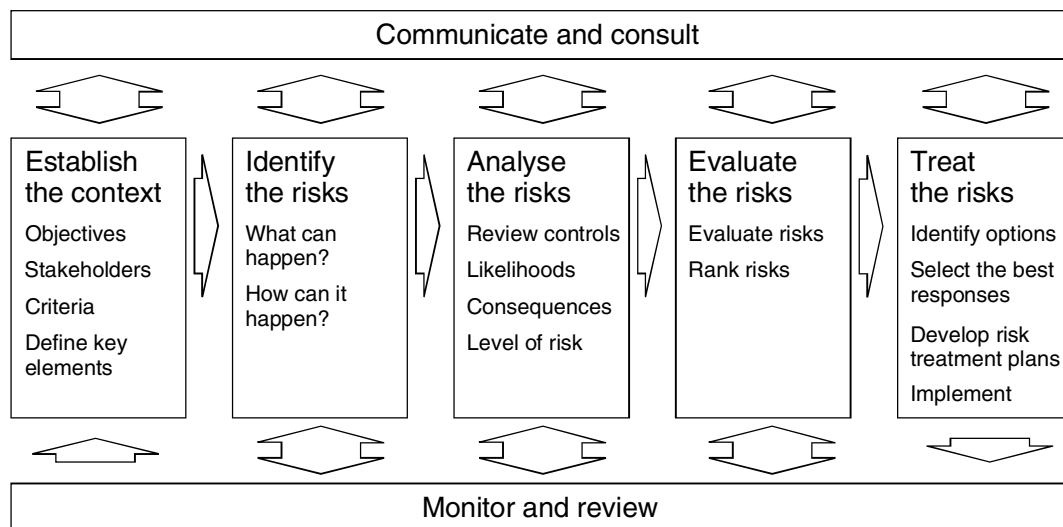 Communicate and consult
Establish
the context
Objectives
Stakeholders
Criteria
Define key
elements
Identify
the risks
What can
happen?
How can it
happen?
Analyse
the risks
Review controls
Likelihoods
Consequences
Level of risk
Evaluate
the risks
Evaluate risks
Rank risks
Treat
the risks
Identify options
Select the best
responses
Develop risk
treatment plans
Implement
Monitor and review